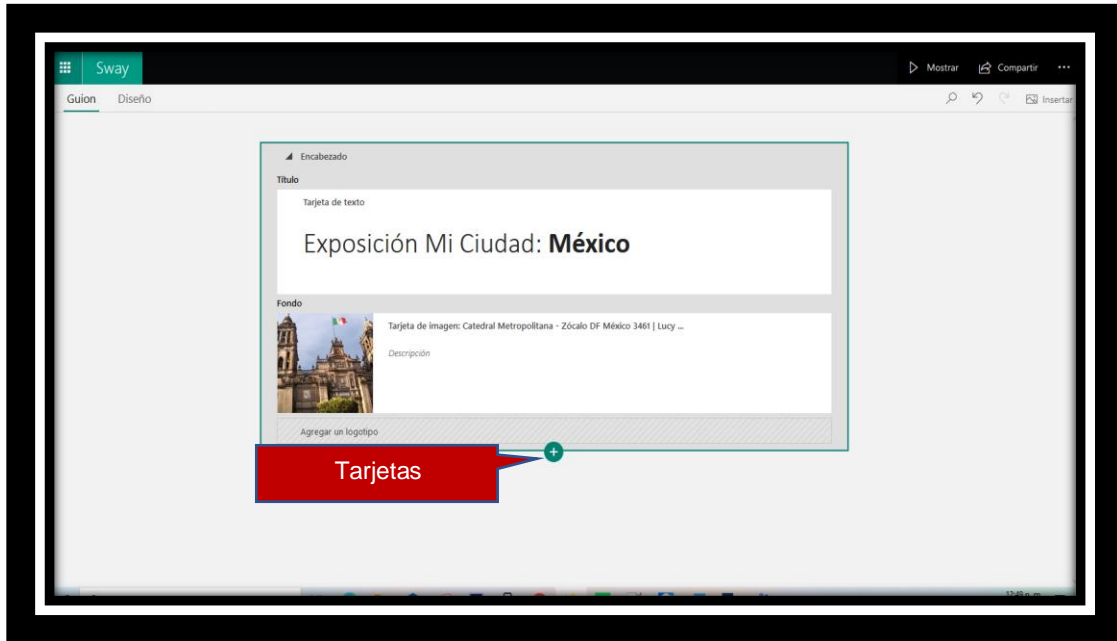 Sway
Mostrar Compartir ...
Guion Diseño
Insertar
Encabezado
Título
Tarjeta de texto
Exposición Mi Ciudad: México
Fondo
Tarjeta de imagen: Catedral Metropolitana - Zócalo DF México 3461 | Lucy ...
Descripción
Agregar un logotipo
Tarjetas